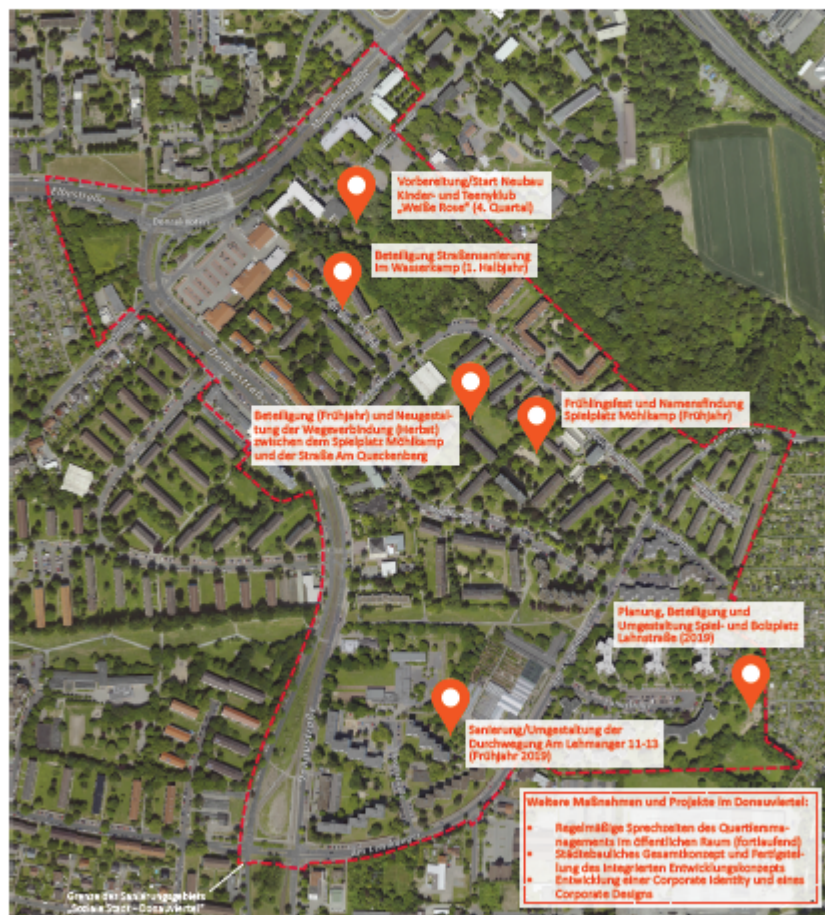 Elbestraße
Donauknoten
Donaustraße
Vorbereitung/Start Neubau
Kinder- und Teenyklub
„Weiße Rose“ (4. Quartal)
Beteiligung Straßensanierung
Im Wasserkamp (1. Halbjahr)
Beteiligung (Frühjahr) und Neugestal-
tung der Wegeverbindung (Herbst)
zwischen dem Spielplatz Möhlkamp
und der Straße Am Queckenberg
Frühlingsfest und Namensfindung
Spielplatz Möhlkamp (Frühjahr)
Planung, Beteiligung und
Umgestaltung Spiel- und Bolzplatz
Lahnstraße (2019)
Sanierung/Umgestaltung der
Durchwegung Am Lehmanger 11-13
(Frühjahr 2019)
Weitere Maßnahmen und Projekte im Donauviertel:
• Regelmäßige Sprechzeiten des Quartiersma-
nagements im öffentlichen Raum (fortlaufend)
• Städtebauliches Gesamtkonzept und Fertigstel-
lung des Integrierten Entwicklungskonzepts
• Entwicklung einer Corporate Identity und eines
Corporate Designs
Grenze des Sanierungsgebiets
„Soziale Stadt – Donauviertel“